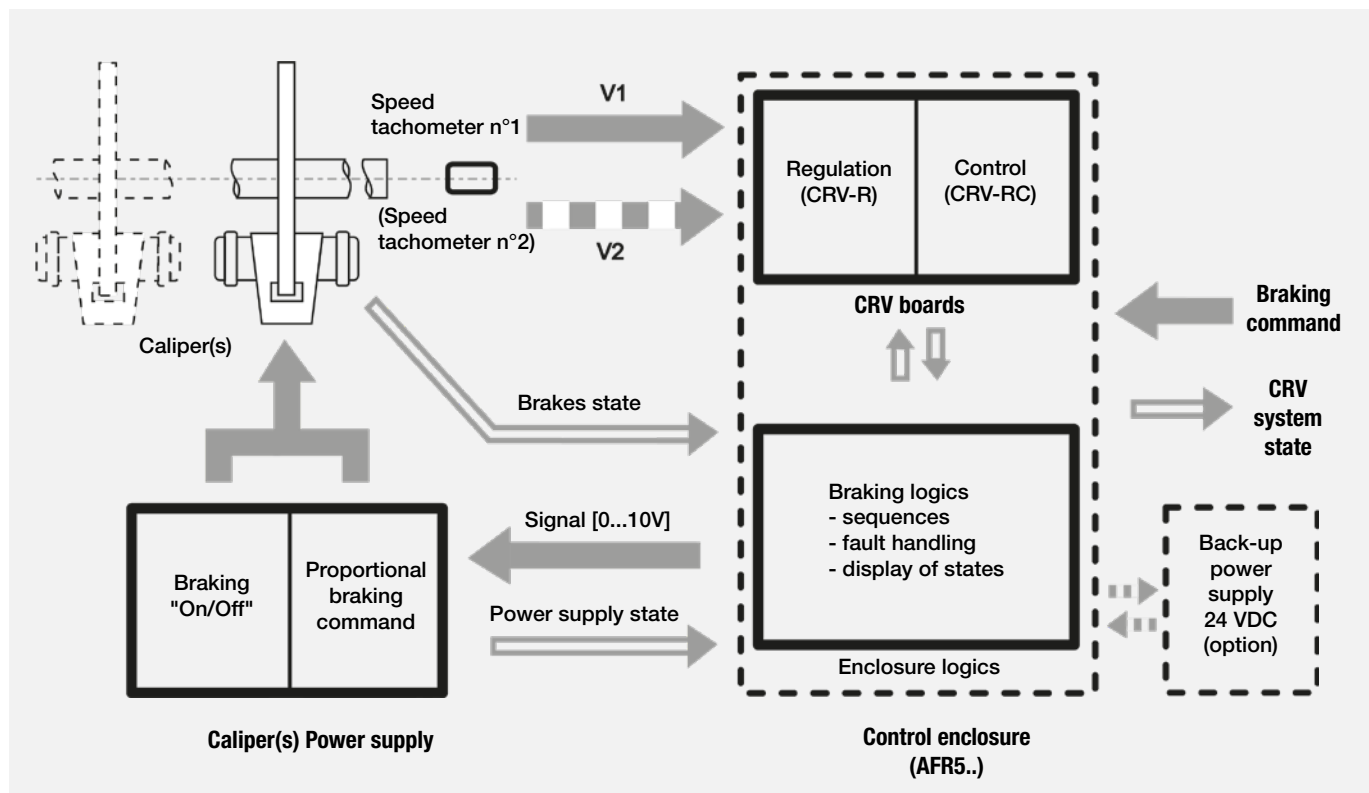 Speed
tachometer n°1
V1
(Speed
tachometer n°2)
V2
Caliper(s)
Regulation
(CRV-R)
Control
(CRV-RC)
CRV boards
Braking
command
CRV
system
state
Brakes state
Braking logics
- sequences
- fault handling
- display of states
Enclosure logics
Signal [0...10V]
Power supply state
Braking
"On/Off"
Proportional
braking
command
Back-up
power
supply
24 VDC
(option)
Caliper(s) Power supply
Control enclosure
(AFR5..)